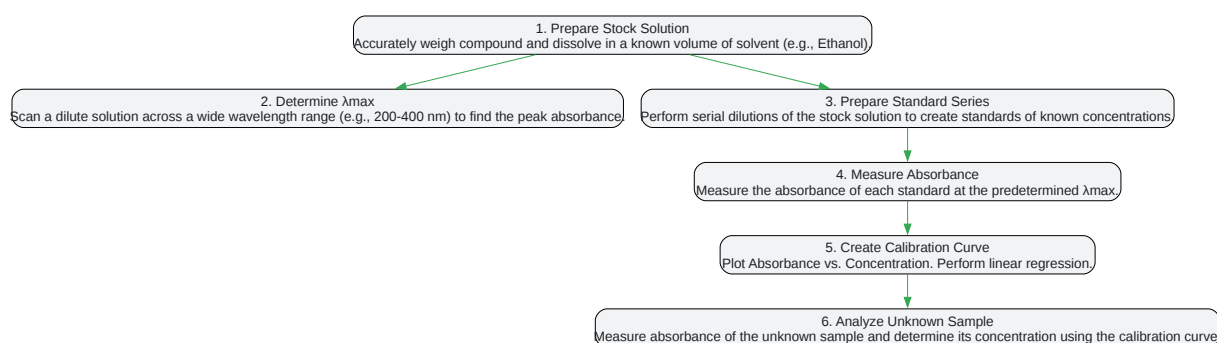 1. Prepare Stock Solution
Accurately weigh compound and dissolve in a known volume of solvent (e.g., Ethanol).
2. Determine λmax
Scan a dilute solution across a wide wavelength range (e.g., 200-400 nm) to find the peak absorbance.
3. Prepare Standard Series
Perform serial dilutions of the stock solution to create standards of known concentrations
4. Measure Absorbance
Measure the absorbance of each standard at the predetermined λmax.
5. Create Calibration Curve
Plot Absorbance vs. Concentration. Perform linear regression.
6. Analyze Unknown Sample
Measure absorbance of the unknown sample and determine its concentration using the calibration curve